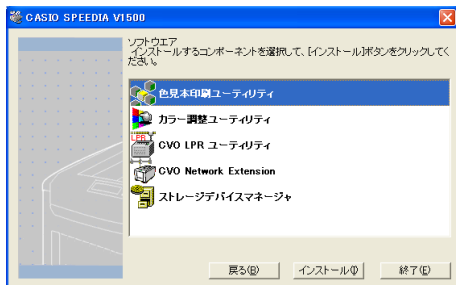 CASIO SPEEDIA V1500
ソフトウエア
インストールするコンポーネントを選択して、[インストール]ボタンをクリックしてく
ださい。
色見本印刷ユーティリティ
カラー調整ユーティリティ
LPR
CVO LPR ユーティリティ
CVO Network Extension
ストレージデバイスマネージャ
戻る(B)
インストール(I)
終了(E)